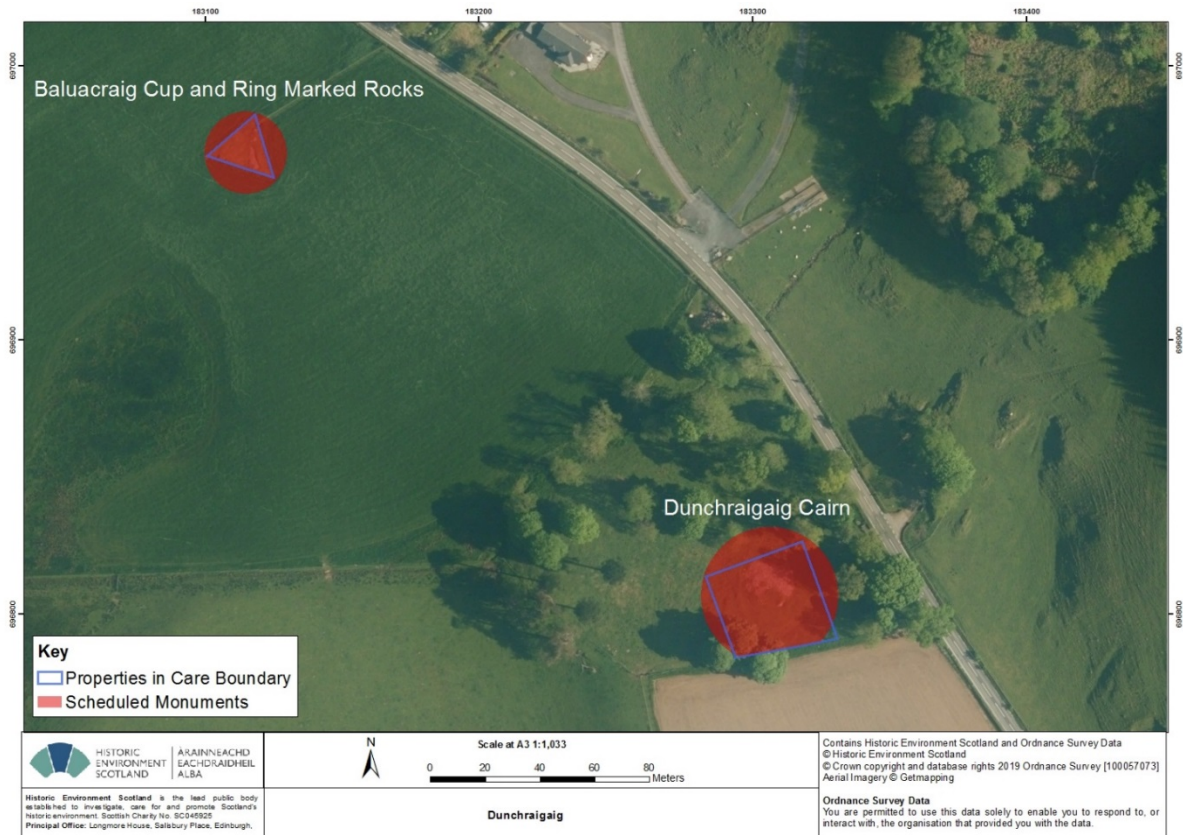 183100 183200 183300 183400
697000 697000
Baluacraig Cup and Ring Marked Rocks
696900 696900
Dunchraigaig Cairn
696800 696800
Key
Properties in Care Boundary
Scheduled Monuments
HISTORIC
ENVIRONMENT
SCOTLAND
ÀRAINNEACHD
EACHDRAIDHEIL
ALBA
Historic Environment Scotland is the lead public body
established to investigate, care for and promote Scotland's
historic environment. Scottish Charity No. SC045925
Principal Office: Longmore House, Salisbury Place, Edinburgh,
N
Scale at A3 1:1,033
0 20 40 60 80
Meters
Dunchraigaig
Contains Historic Environment Scotland and Ordnance Survey Data
© Historic Environment Scotland
© Crown copyright and database rights 2019 Ordnance Survey [100057073]
Aerial Imagery © Getmapping
Ordnance Survey Data
You are permitted to use this data solely to enable you to respond to, or
interact with, the organisation that provided you with the data.